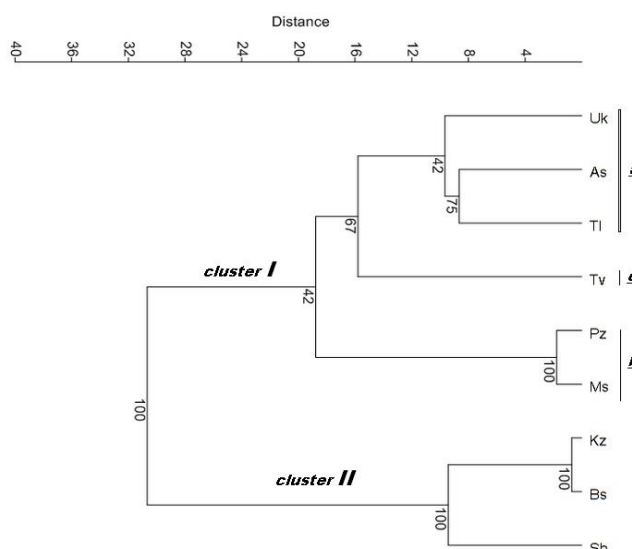 Distance
40 36 32 28 24 20 16 12 8 4
Uk
As
42
75
Tl
67
Tv
cluster I
42
Pz
100
Ms
100
Kz
cluster II
100
Bs
100